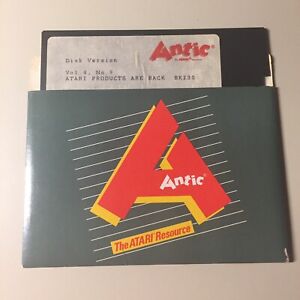 Antic
Disk Version
Vol 4, No 9
ATARI PRODUCTS ARE BACK
Antic
The ATARI Resource